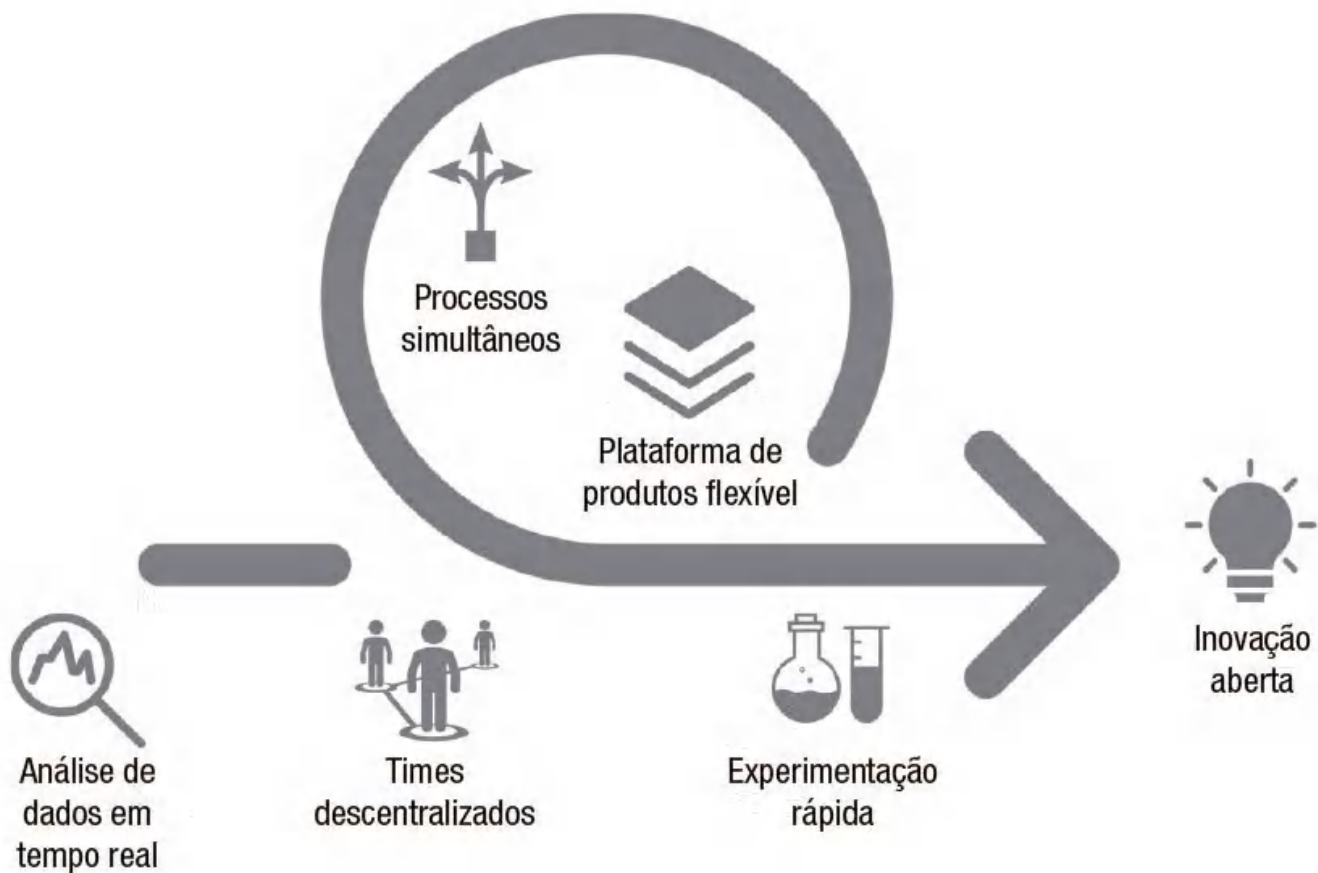 Processos
simultâneos
Plataforma de
produtos flexível
Inovação
aberta
Análise de
dados em
tempo real
Times
descentralizados
Experimentação
rápida